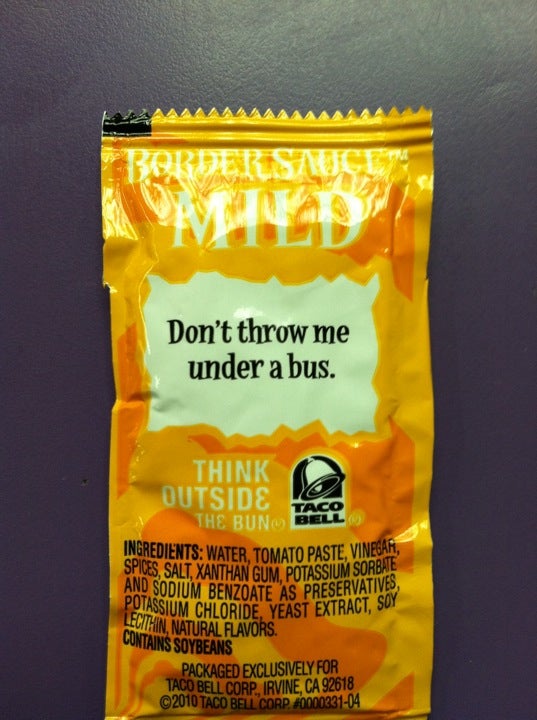 BORDER SAUCE™
MILD
Don't throw me
under a bus.
THINK
OUTSIDE
THE BUN®
TACO
BELL®
INGREDIENTS: WATER, TOMATO PASTE, VINEGAR,
SPICES, SALT, XANTHAN GUM, POTASSIUM SORBATE
AND SODIUM BENZOATE AS PRESERVATIVES,
POTASSIUM CHLORIDE, YEAST EXTRACT, SOY
LECITHIN, NATURAL FLAVORS.
CONTAINS SOYBEANS
PACKAGED EXCLUSIVELY FOR
TACO BELL CORP., IRVINE, CA 92618
©2010 TACO BELL CORP. #0000331-04